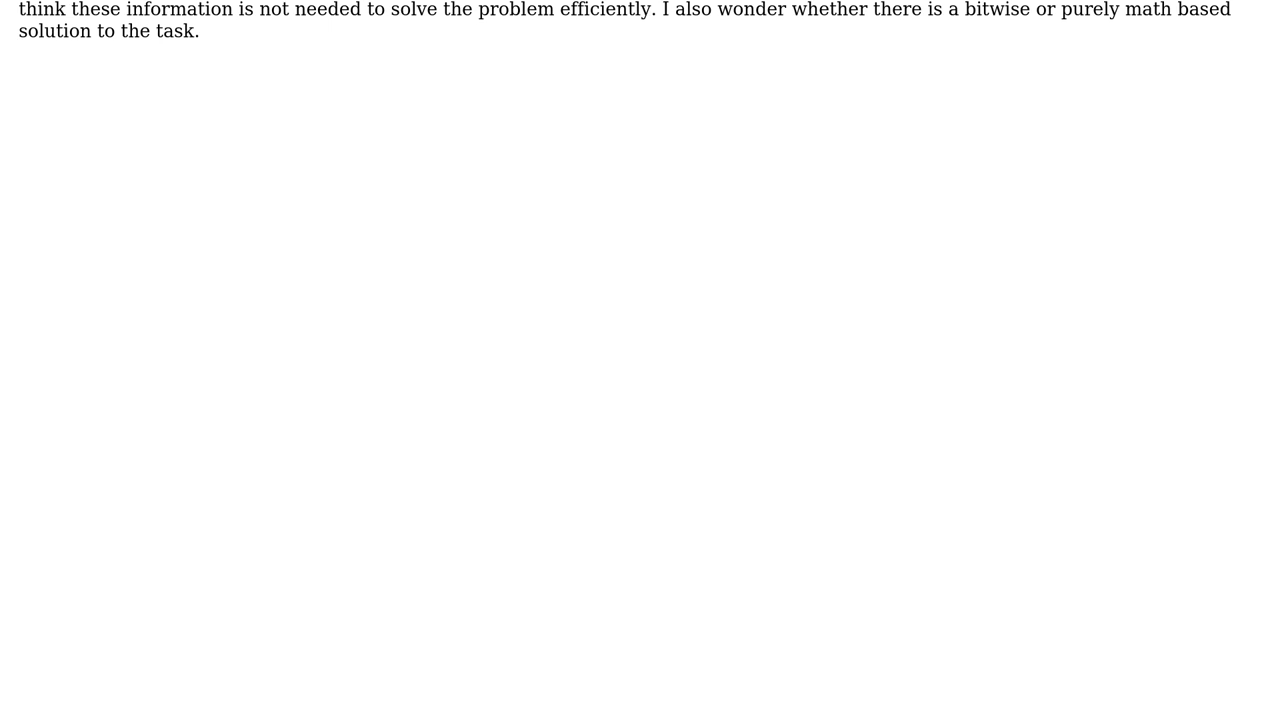 think these information is not needed to solve the problem efficiently. I also wonder whether there is a bitwise or purely math based
solution to the task.